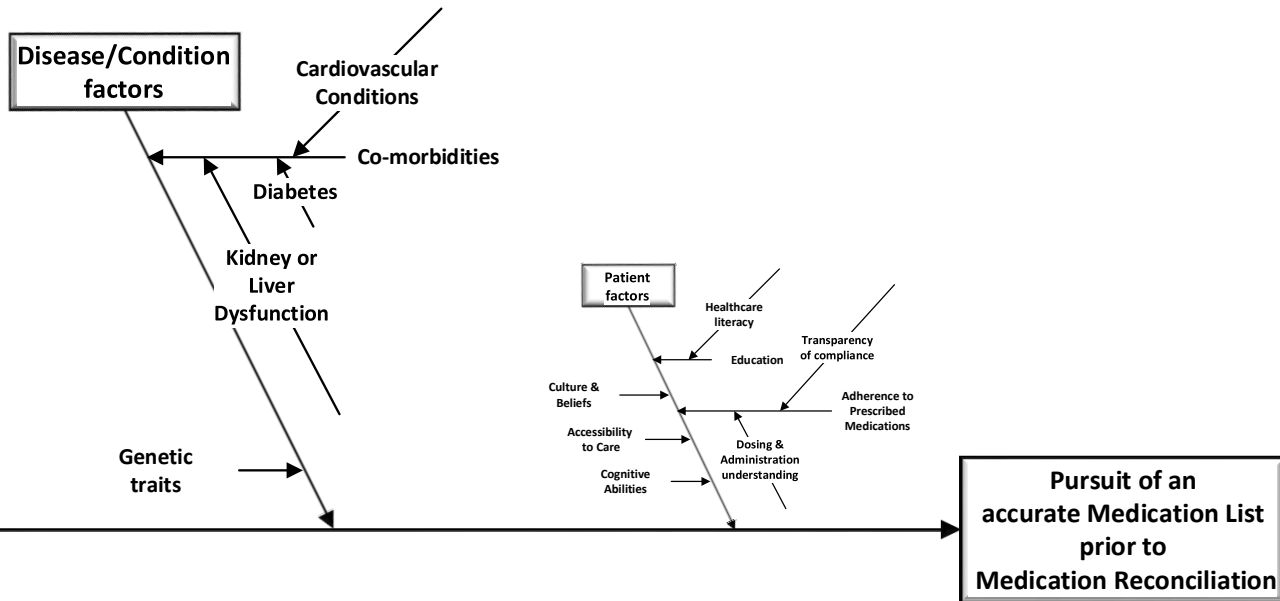 Disease/Condition
factors
Cardiovascular
Conditions
Co-morbidities
Diabetes
Kidney or
Liver
Dysfunction
Genetic
traits
Patient
factors
Healthcare
literacy
Education
Transparency
of compliance
Culture &
Beliefs
Adherence to
Prescribed
Medications
Accessibility
to Care
Dosing &
Administration
understanding
Cognitive
Abilities
Pursuit of an
accurate Medication List
prior to
Medication Reconciliation